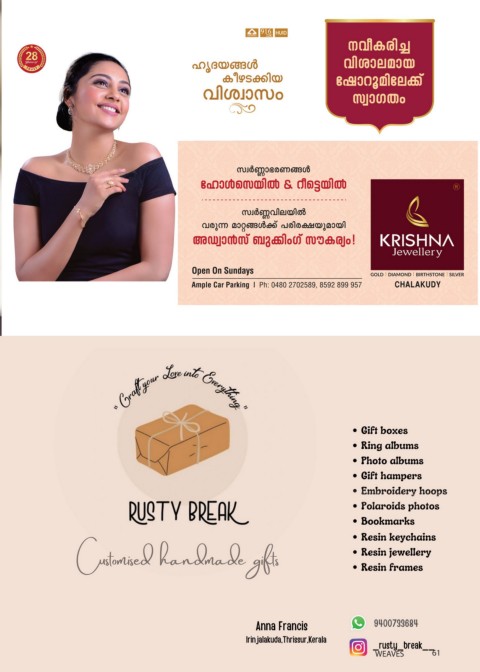 28
HUID
ഹൃദയങ്ങൾ
കീഴടക്കിയ
വിശ്വാസം
നവീകരിച്ച
വിശാലമായ
ഷോറൂമിലേക്ക്
സ്വാഗതം
സ്വർണ്ണാഭരണങ്ങൾ
ഹോൾസെയിൽ & റീട്ടെയിൽ
സ്വർണ്ണവിലയിൽ
വരുന്ന മാറ്റങ്ങൾക്ക് പരിരക്ഷയുമായി
അഡ്വാൻസ് ബുക്കിംഗ് സൗകര്യം!
Open On Sundays
Ample Car Parking I Ph: 0480 2702589, 8592 899 957
®
KRISHNA
Jewellery
GOLD | DIAMOND | BIRTHSTONE | SILVER
CHALAKUDY
"Craft your Love into Everything"
RUSTY BREAK
Customised handmade gifts
• Gift boxes
• Ring albums
• Photo albums
• Gift hampers
• Embroidery hoops
• Polaroids photos
• Bookmarks
• Resin keychains
• Resin jewellery
• Resin frames
Anna Francis
Irinjalakuda,Thrissur,Kerala
9400739684
_rusty_break__
WEAVES 61